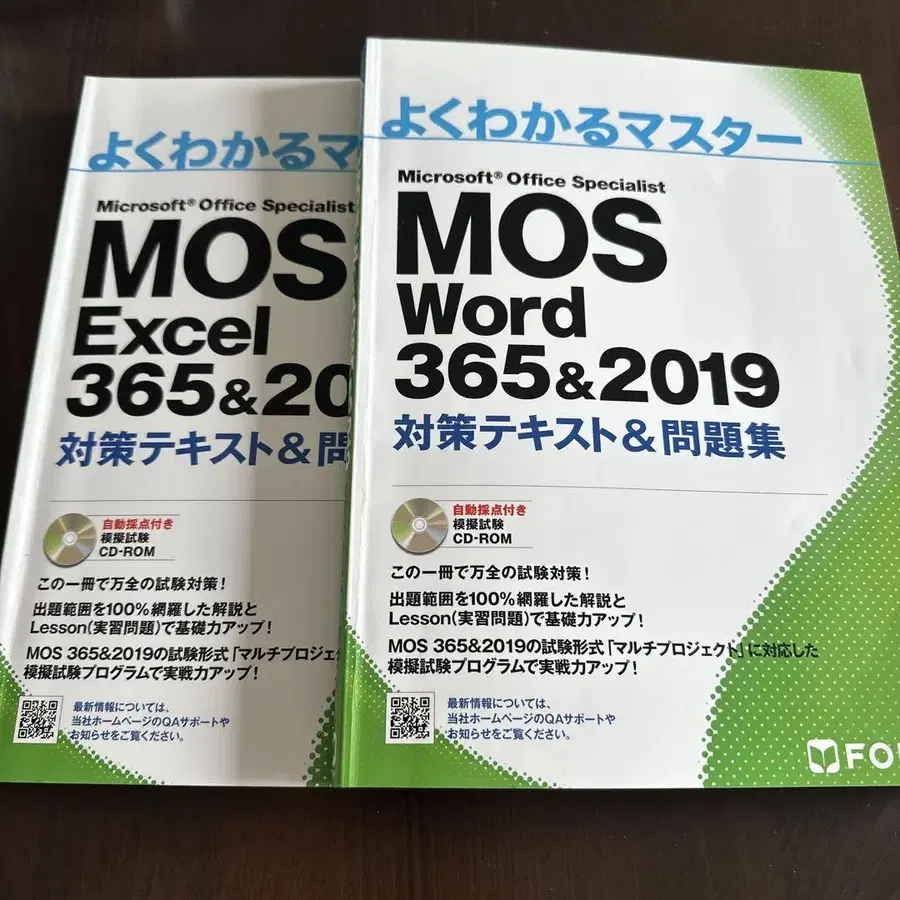 よくわかるマ
Microsoft® Office Specialist
MOS
Excel
365&20
対策テキスト&問
自動採点付き
模擬試験
CD-ROM
この一冊で万全の試験対策！
出題範囲を100%網羅した解説と
Lesson(実習問題)で基礎力アップ！
MOS 365&2019の試験形式「マルチプロジェ
模擬試験プログラムで実戦力アップ！
最新情報については、
当社ホームページのQAサポートや
お知らせをご覧ください。
よくわかるマスター
Microsoft® Office Specialist
MOS
Word
365&2019
対策テキスト&問題集
自動採点付き
模擬試験
CD-ROM
この一冊で万全の試験対策！
出題範囲を100%網羅した解説と
Lesson(実習問題)で基礎力アップ！
MOS 365&2019の試験形式「マルチプロジェクト」に対応した
模擬試験プログラムで実戦力アップ！
最新情報については、
当社ホームページのQAサポートや
お知らせをご覧ください。
FO